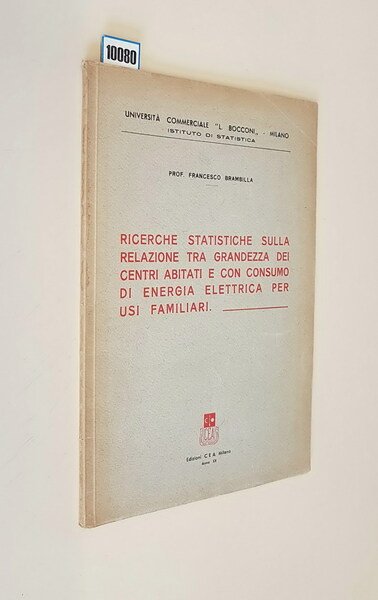 10080
UNIVERSITÀ COMMERCIALE "L. BOCCONI„ - MILANO
ISTITUTO DI STATISTICA
PROF. FRANCESCO BRAMBILLA
RICERCHE STATISTICHE SULLA
RELAZIONE TRA GRANDEZZA DEI
CENTRI ABITATI E CON CONSUMO
DI ENERGIA ELETTRICA PER
USI FAMILIARI.
Edizioni C E A Milano